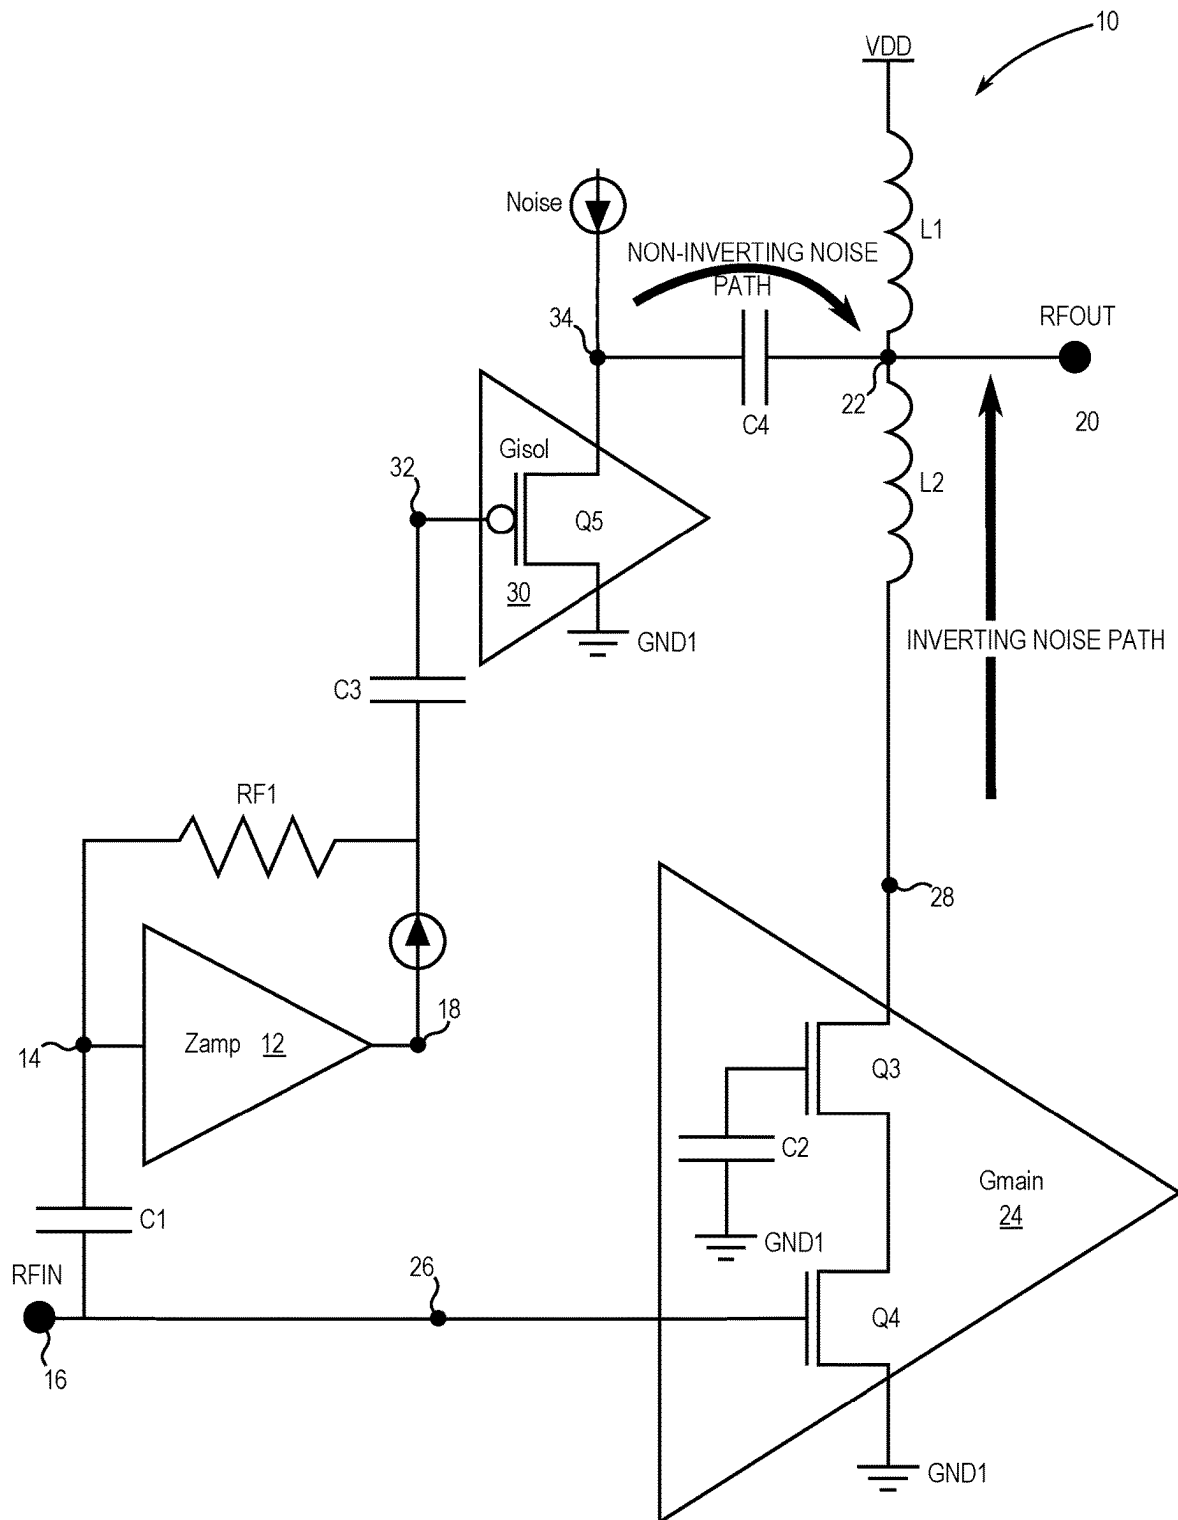 10
VDD
Noise
L1
NON-INVERTING NOISE
PATH
RFOUT
34
22
C4
20
Gisol
L2
32
Q5
30
GND1
INVERTING NOISE PATH
C3
RF1
28
18
14
Zamp 12
Q3
C2
Gmain
24
C1
GND1
RFIN
26
Q4
16
GND1